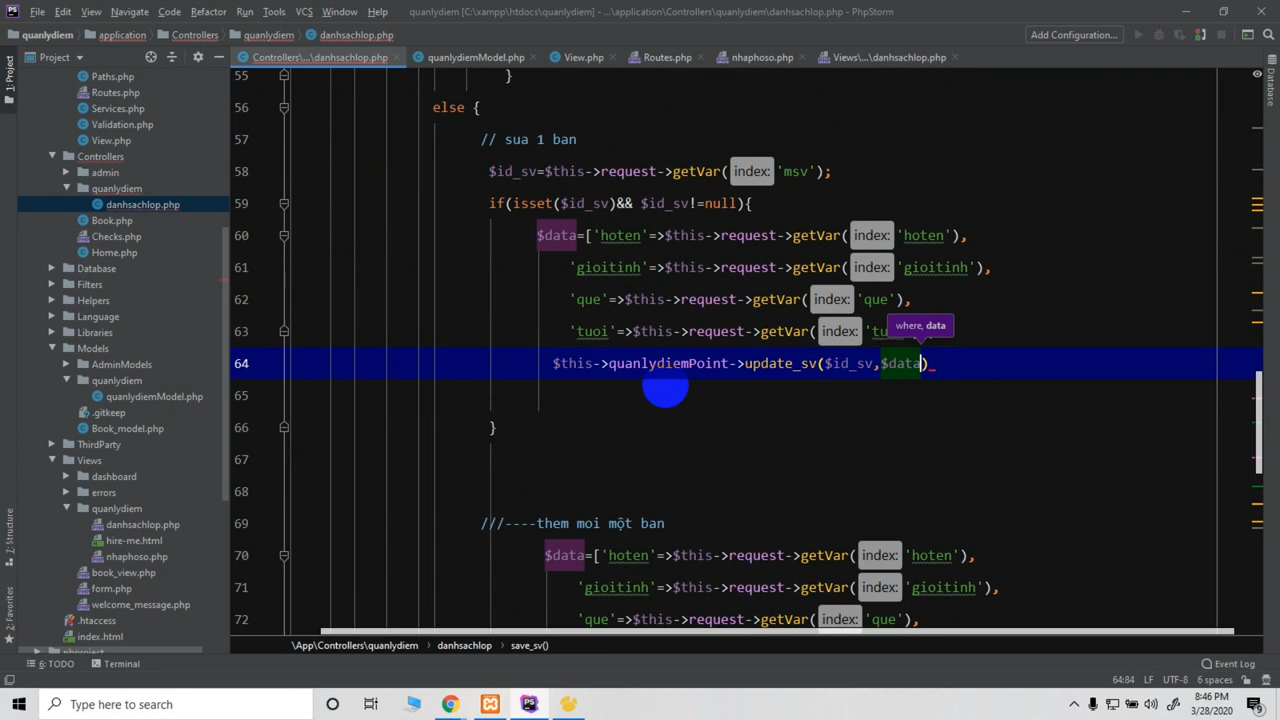 File Edit View Navigate Code Refactor Run Tools VCS Window Help quanlydiem [C:\xampp\htdocs\quanlydiem] - ...\application\Controllers\quanlydiem\danhsachlop.php - PhpStorm
quanlydiem application Controllers quanlydiem danhsachlop.php Add Configuration...
Project Controllers\...\danhsachlop.php quanlydiemModel.php View.php Routes.php nhaphoso.php Views\...\danhsachlop.php
1: Project
Database
Paths.php
Routes.php
Services.php
Validation.php
View.php
Controllers
admin
quanlydiem
danhsachlop.php
Book.php
Checks.php
Home.php
Database
Filters
Helpers
Language
Libraries
Models
AdminModels
quanlydiem
quanlydiemModel.php
.gitkeep
Book_model.php
ThirdParty
Views
dashboard
errors
quanlydiem
danhsachlop.php
hire-me.html
nhaphoso.php
book_view.php
form.php
welcome_message.php
.htaccess
index.html
7: Structure
2: Favorites
55 }
56 else {
57 // sua 1 ban
58 $id_sv=$this->request->getVar( index: 'msv');
59 if(isset($id_sv)&& $id_sv!=null){
60 $data=['hoten'=>$this->request->getVar( index: 'hoten'),
61 'gioitinh'=>$this->request->getVar( index: 'gioitinh'),
62 'que'=>$this->request->getVar( index: 'que'),
63 'tuoi'=>$this->request->getVar( index:
where, data
64 $this->quanlydiemPoint->update_sv($id_sv,$data)
65
66 }
67
68
69 ///----them moi một ban
70 $data=['hoten'=>$this->request->getVar( index: 'hoten'),
71 'gioitinh'=>$this->request->getVar( index: 'gioitinh'),
72 'que'=>$this->request->getVar( index: 'que'),
\App\Controllers\quanlydiem danhsachlop save_sv()
6: TODO Terminal Event Log
64:84 LF UTF-8 6 spaces
Type here to search
8:46 PM
3/28/2020